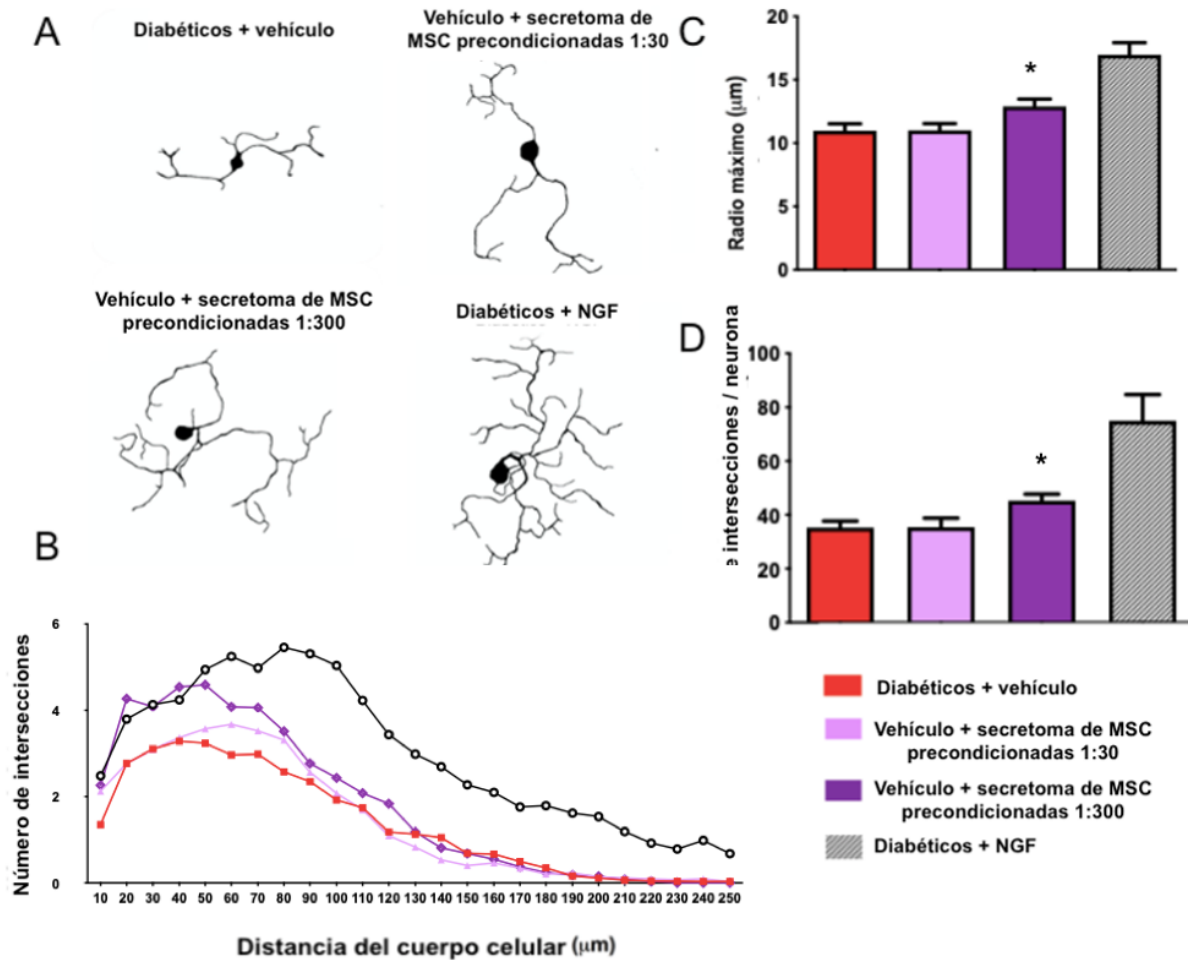 A
Diabéticos + vehículo
Vehículo + secretoma de
MSC precondicionadas 1:30
Vehículo + secretoma de MSC
precondicionadas 1:300
Diabéticos + NGF
B
Número de intersecciones
6
4
2
0
10 20 30 40 50 60 70 80 90 100 110 120 130 140 150 160 170 180 190 200 210 220 230 240 250
Distancia del cuerpo celular (μm)
C
Radio máximo (μm)
20
15
10
5
0
*
D
e intersecciones / neurona
100
80
60
40
20
0
*
Diabéticos + vehículo
Vehículo + secretoma de MSC
precondicionadas 1:30
Vehículo + secretoma de MSC
precondicionadas 1:300
Diabéticos + NGF